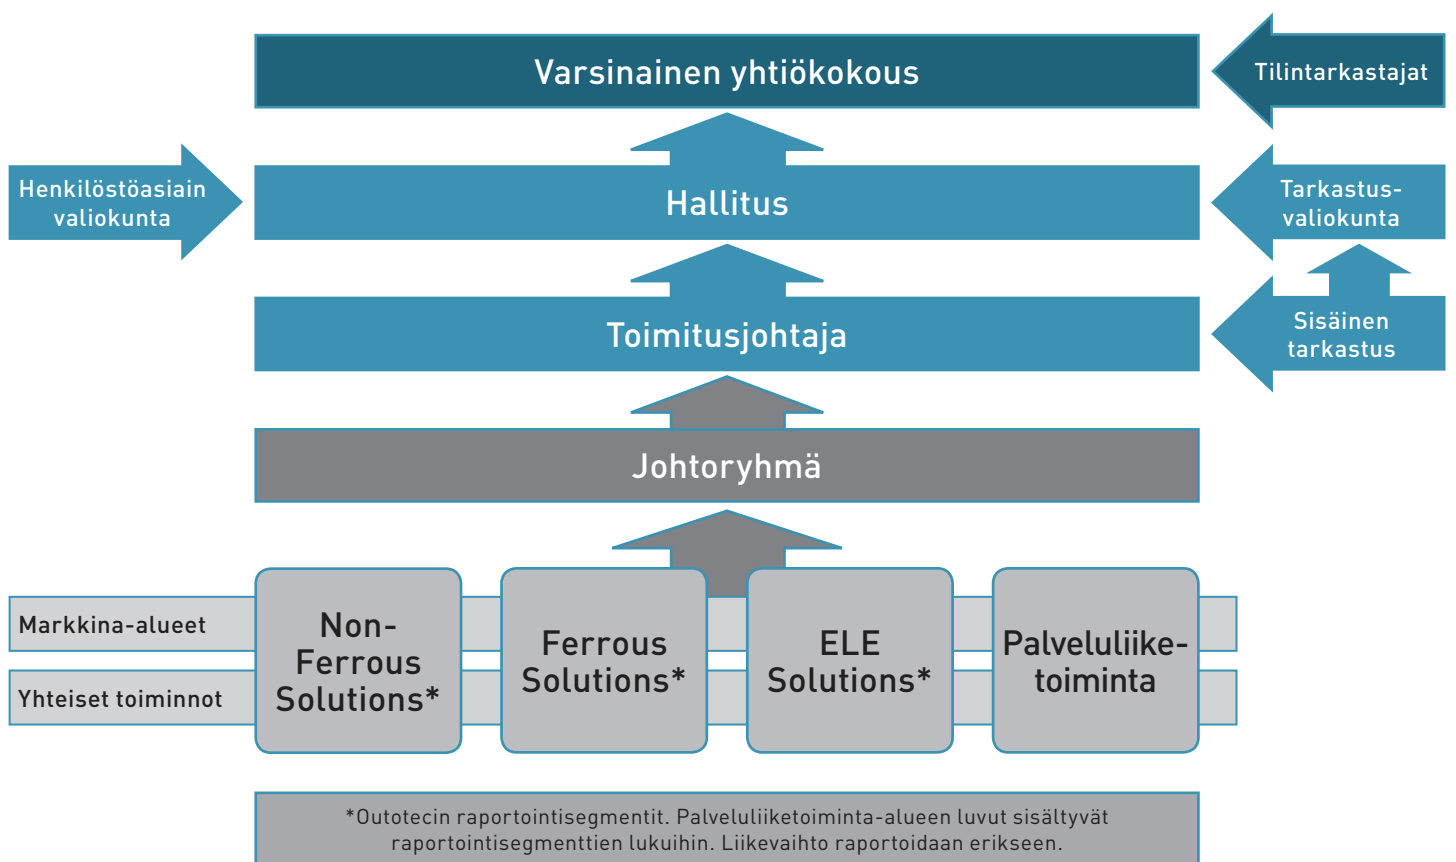 Varsinainen yhtiökokous
Tilintarkastajat
Henkilöstöasiain
valiokunta
Hallitus
Tarkastus-
valiokunta
Toimitusjohtaja
Sisäinen
tarkastus
Johtoryhmä
Markkina-alueet
Yhteiset toiminnot
Non-
Ferrous
Solutions*
Ferrous
Solutions*
ELE
Solutions*
Palveluliike-
toiminta
*Outotecin raportointisegmentit. Palveluliiketoiminta-alueen luvut sisältyvät
raportointisegmenttien lukuihin. Liikevaihto raportoidaan erikseen.